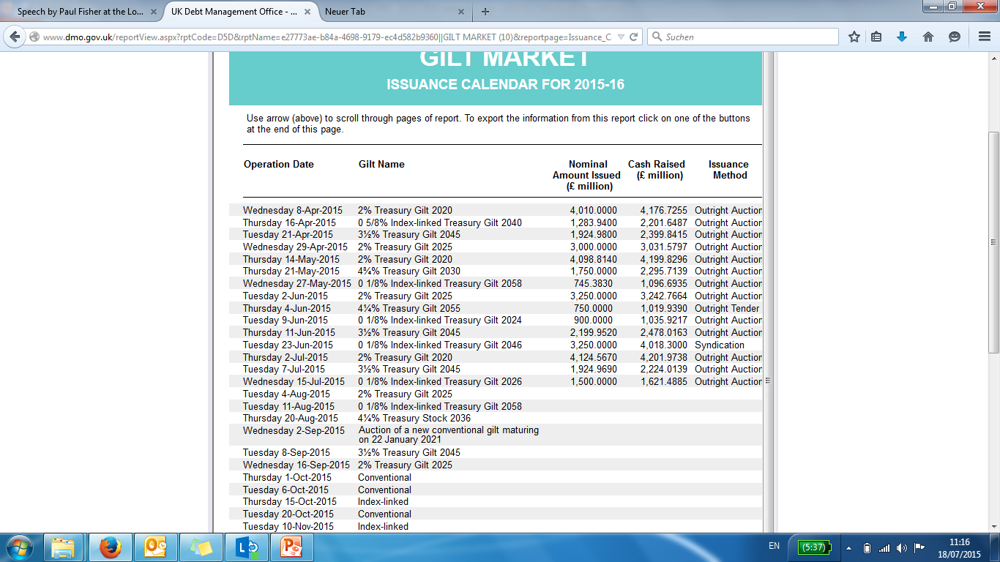 Speech by Paul Fisher at the Lo... × UK Debt Management Office - ... × Neuer Tab ×
www.dmo.gov.uk/reportView.aspx?rptCode=D5D&rptName=e27773ae-b84a-4698-9179-ec4d582b9360||GILT MARKET (10)&reportpage=Issuance_C Suchen
GILT MARKET
ISSUANCE CALENDAR FOR 2015-16
Use arrow (above) to scroll through pages of report. To export the information from this report click on one of the buttons
at the end of this page.
Operation Date Gilt Name Nominal Cash Raised Issuance
Amount Issued (£ million) Method
(£ million)
Wednesday 8-Apr-2015 2% Treasury Gilt 2020 4,010.0000 4,176.7255 Outright Auction
Thursday 16-Apr-2015 0 5/8% Index-linked Treasury Gilt 2040 1,283.9400 2,201.6487 Outright Auction
Tuesday 21-Apr-2015 3½% Treasury Gilt 2045 1,924.9800 2,399.8415 Outright Auction
Wednesday 29-Apr-2015 2% Treasury Gilt 2025 3,000.0000 3,031.5797 Outright Auction
Thursday 14-May-2015 2% Treasury Gilt 2020 4,098.8140 4,199.8296 Outright Auction
Thursday 21-May-2015 4¾% Treasury Gilt 2030 1,750.0000 2,295.7139 Outright Auction
Wednesday 27-May-2015 0 1/8% Index-linked Treasury Gilt 2058 745.3830 1,096.6935 Outright Auction
Tuesday 2-Jun-2015 2% Treasury Gilt 2025 3,250.0000 3,242.7664 Outright Auction
Thursday 4-Jun-2015 4¼% Treasury Gilt 2055 750.0000 1,019.9390 Outright Tender
Tuesday 9-Jun-2015 0 1/8% Index-linked Treasury Gilt 2024 900.0000 1,035.9217 Outright Auction
Thursday 11-Jun-2015 3½% Treasury Gilt 2045 2,199.9520 2,478.0163 Outright Auction
Tuesday 23-Jun-2015 0 1/8% Index-linked Treasury Gilt 2046 3,250.0000 4,018.3000 Syndication
Thursday 2-Jul-2015 2% Treasury Gilt 2020 4,124.5670 4,201.9738 Outright Auction
Tuesday 7-Jul-2015 3½% Treasury Gilt 2045 1,924.9690 2,224.0139 Outright Auction
Wednesday 15-Jul-2015 0 1/8% Index-linked Treasury Gilt 2026 1,500.0000 1,621.4885 Outright Auction
Tuesday 4-Aug-2015 2% Treasury Gilt 2025
Tuesday 11-Aug-2015 0 1/8% Index-linked Treasury Gilt 2058
Thursday 20-Aug-2015 4¼% Treasury Stock 2036
Wednesday 2-Sep-2015 Auction of a new conventional gilt maturing
on 22 January 2021
Tuesday 8-Sep-2015 3½% Treasury Gilt 2045
Wednesday 16-Sep-2015 2% Treasury Gilt 2025
Thursday 1-Oct-2015 Conventional
Tuesday 6-Oct-2015 Conventional
Thursday 15-Oct-2015 Index-linked
Tuesday 20-Oct-2015 Conventional
Tuesday 10-Nov-2015 Index-linked
EN (5:37) 11:16
18/07/2015